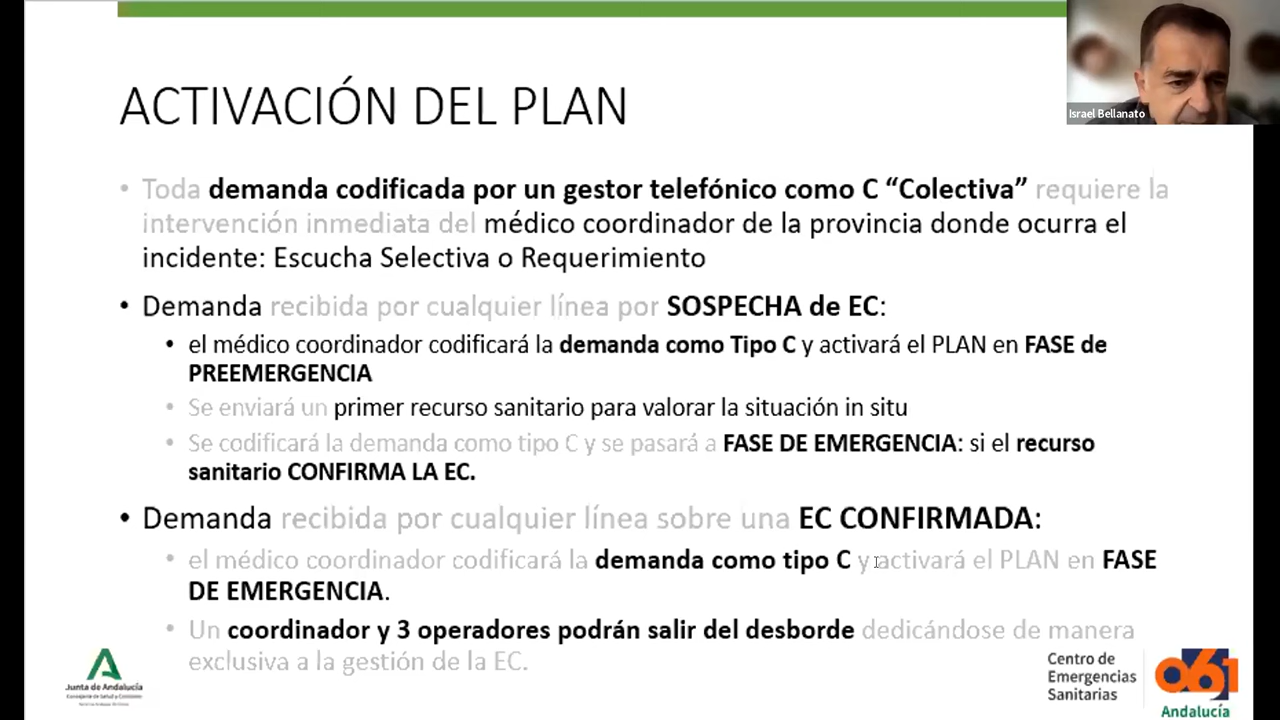 Israel Bellanato
ACTIVACIÓN DEL PLAN
• Toda demanda codificada por un gestor telefónico como C “Colectiva” requiere la
intervención inmediata del médico coordinador de la provincia donde ocurra el
incidente: Escucha Selectiva o Requerimiento
• Demanda recibida por cualquier línea por SOSPECHA de EC:
• el médico coordinador codificará la demanda como Tipo C y activará el PLAN en FASE de
PREEMERGENCIA
• Se enviará un primer recurso sanitario para valorar la situación in situ
• Se codificará la demanda como tipo C y se pasará a FASE DE EMERGENCIA: si el recurso
sanitario CONFIRMA LA EC.
• Demanda recibida por cualquier línea sobre una EC CONFIRMADA:
• el médico coordinador codificará la demanda como tipo C y activará el PLAN en FASE
DE EMERGENCIA.
• Un coordinador y 3 operadores podrán salir del desborde dedicándose de manera
exclusiva a la gestión de la EC.
Junta de Andalucía
Centro de
Emergencias
Sanitarias
061
Andalucía